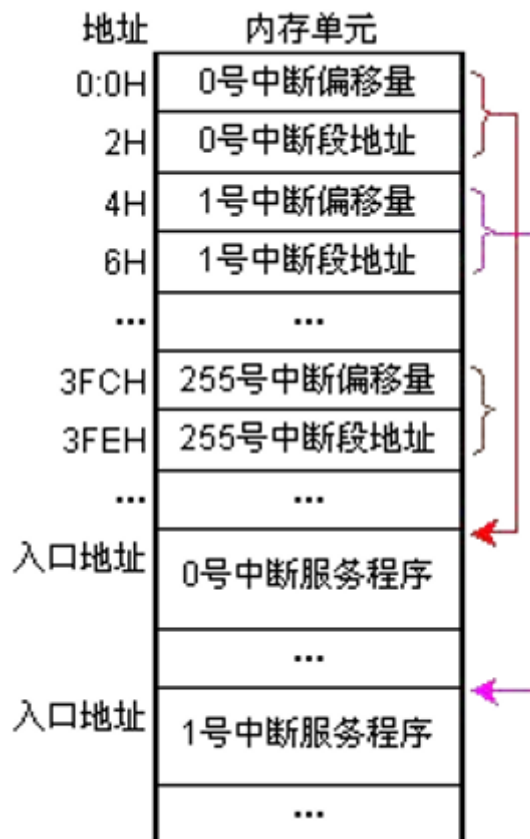 地址 内存单元
0:0H 0号中断偏移量
2H 0号中断段地址
4H 1号中断偏移量
6H 1号中断段地址
... ...
3FCH 255号中断偏移量
3FEH 255号中断段地址
... ...
入口地址 0号中断服务程序
...
入口地址 1号中断服务程序
...